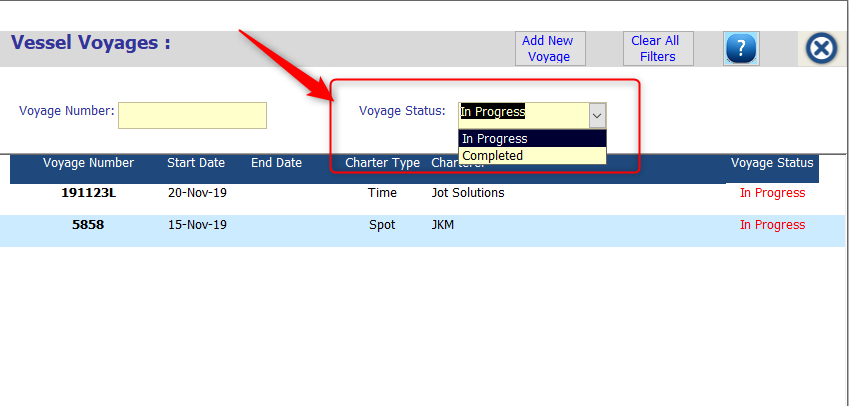 Vessel Voyages :
Add New
Voyage
Clear All
Filters
?
Voyage Number:
Voyage Status:
In Progress
In Progress
Completed
Voyage Number Start Date End Date Charter Type Charterer Voyage Status
191123L 20-Nov-19 Time Jot Solutions In Progress
5858 15-Nov-19 Spot JKM In Progress